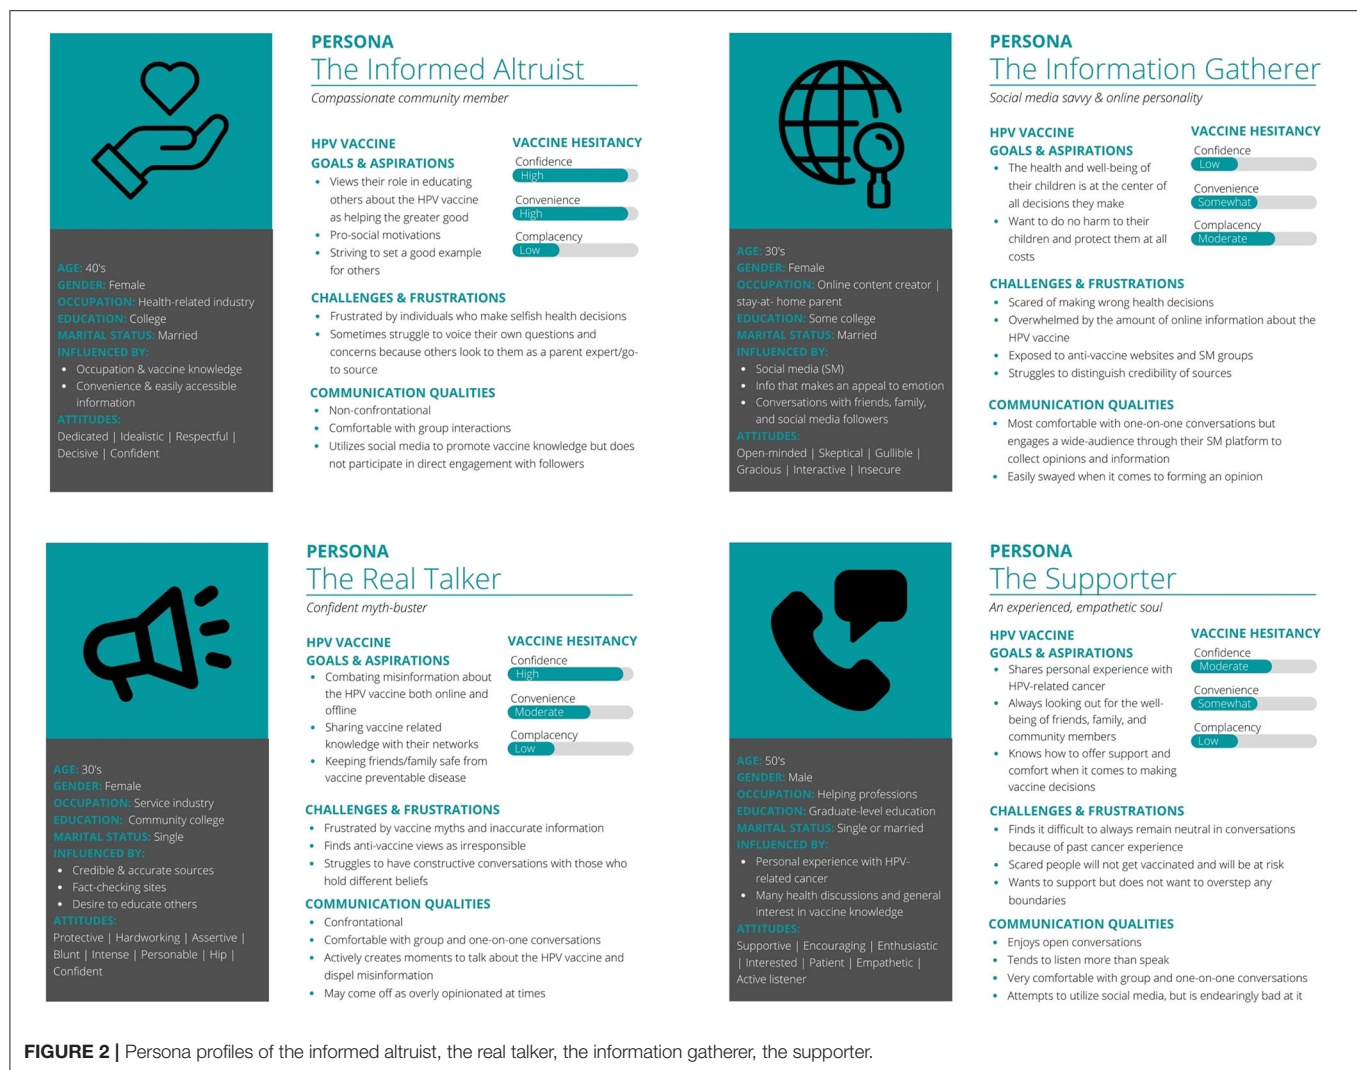 PERSONA
The Informed Altruist
Compassionate community member
HPV VACCINE
GOALS & ASPIRATIONS
• Views their role in educating
others about the HPV vaccine
as helping the greater good
• Pro-social motivations
• Striving to set a good example
for others
VACCINE HESITANCY
Confidence
High
Convenience
High
Complacency
Low
CHALLENGES & FRUSTRATIONS
• Frustrated by individuals who make selfish health decisions
• Sometimes struggle to voice their own questions and
concerns because others look to them as a parent expert/go-
to source
COMMUNICATION QUALITIES
• Non-confrontational
• Comfortable with group interactions
• Utilizes social media to promote vaccine knowledge but does
not participate in direct engagement with followers
AGE: 40's
GENDER: Female
OCCUPATION: Health-related industry
EDUCATION: College
MARITAL STATUS: Married
INFLUENCED BY:
• Occupation & vaccine knowledge
• Convenience & easily accessible
information
ATTITUDES:
Dedicated | Idealistic | Respectful |
Decisive | Confident
PERSONA
The Information Gatherer
Social media savvy & online personality
HPV VACCINE
GOALS & ASPIRATIONS
• The health and well-being of
their children is at the center of
all decisions they make
• Want to do no harm to their
children and protect them at all
costs
VACCINE HESITANCY
Confidence
Low
Convenience
Somewhat
Complacency
Moderate
CHALLENGES & FRUSTRATIONS
• Scared of making wrong health decisions
• Overwhelmed by the amount of online information about the
HPV vaccine
• Exposed to anti-vaccine websites and SM groups
• Struggles to distinguish credibility of sources
COMMUNICATION QUALITIES
• Most comfortable with one-on-one conversations but
engages a wide-audience through their SM platform to
collect opinions and information
• Easily swayed when it comes to forming an opinion
AGE: 30's
GENDER: Female
OCCUPATION: Online content creator |
stay-at- home parent
EDUCATION: Some college
MARITAL STATUS: Married
INFLUENCED BY:
• Social media (SM)
• Info that makes an appeal to emotion
• Conversations with friends, family,
and social media followers
ATTITUDES:
Open-minded | Skeptical | Gullible |
Gracious | Interactive | Insecure
PERSONA
The Real Talker
Confident myth-buster
HPV VACCINE
GOALS & ASPIRATIONS
• Combating misinformation about
the HPV vaccine both online and
offline
• Sharing vaccine related
knowledge with their networks
• Keeping friends/family safe from
vaccine preventable disease
VACCINE HESITANCY
Confidence
High
Convenience
Moderate
Complacency
Low
CHALLENGES & FRUSTRATIONS
• Frustrated by vaccine myths and inaccurate information
• Finds anti-vaccine views as irresponsible
• Struggles to have constructive conversations with those who
hold different beliefs
COMMUNICATION QUALITIES
• Confrontational
• Comfortable with group and one-on-one conversations
• Actively creates moments to talk about the HPV vaccine and
dispel misinformation
• May come off as overly opinionated at times
AGE: 30's
GENDER: Female
OCCUPATION: Service industry
EDUCATION: Community college
MARITAL STATUS: Single
INFLUENCED BY:
• Credible & accurate sources
• Fact-checking sites
• Desire to educate others
ATTITUDES:
Protective | Hardworking | Assertive |
Blunt | Intense | Personable | Hip |
Confident
PERSONA
The Supporter
An experienced, empathetic soul
HPV VACCINE
GOALS & ASPIRATIONS
• Shares personal experience with
HPV-related cancer
• Always looking out for the well-
being of friends, family, and
community members
• Knows how to offer support and
comfort when it comes to making
vaccine decisions
VACCINE HESITANCY
Confidence
Moderate
Convenience
Somewhat
Complacency
Low
CHALLENGES & FRUSTRATIONS
• Finds it difficult to always remain neutral in conversations
because of past cancer experience
• Scared people will not get vaccinated and will be at risk
• Wants to support but does not want to overstep any
boundaries
COMMUNICATION QUALITIES
• Enjoys open conversations
• Tends to listen more than speak
• Very comfortable with group and one-on-one conversations
• Attempts to utilize social media, but is endearingly bad at it
AGE: 50's
GENDER: Male
OCCUPATION: Helping professions
EDUCATION: Graduate-level education
MARITAL STATUS: Single or married
INFLUENCED BY:
• Personal experience with HPV-
related cancer
• Many health discussions and general
interest in vaccine knowledge
ATTITUDES:
Supportive | Encouraging | Enthusiastic
| Interested | Patient | Empathetic |
Active listener
FIGURE 2 | Persona profiles of the informed altruist, the real talker, the information gatherer, the supporter.